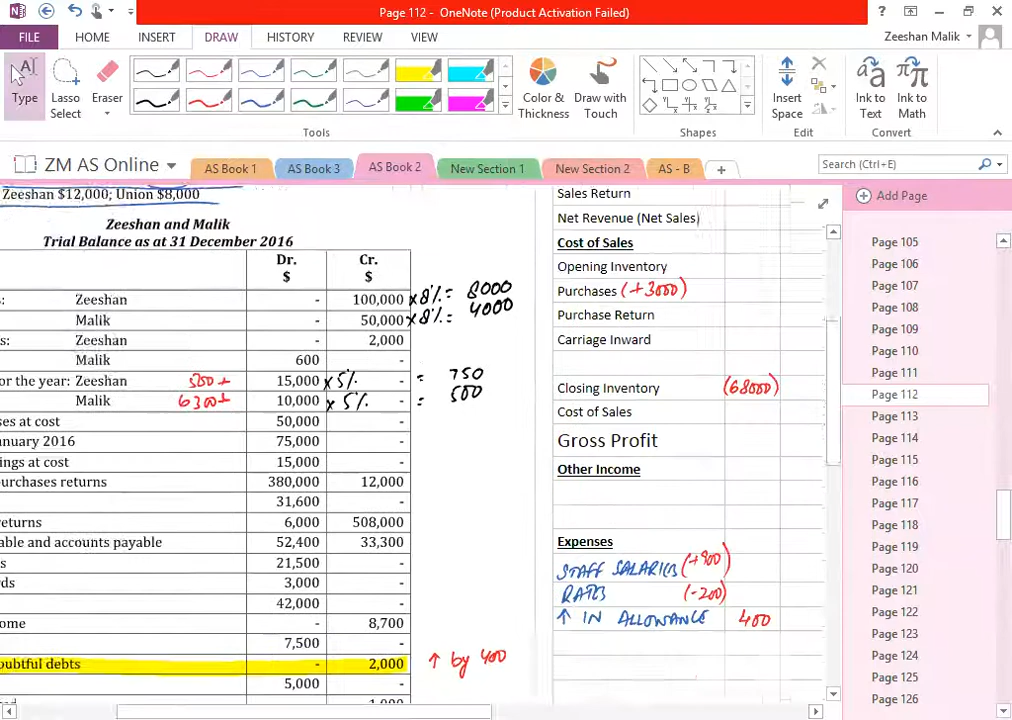 Page 112 - OneNote (Product Activation Failed)
?
FILE HOME INSERT DRAW HISTORY REVIEW VIEW
Zeeshan Malik
Type
Lasso Select
Eraser
Color & Thickness
Draw with Touch
Insert Space
Ink to Text
Ink to Math
Tools
Shapes
Edit
Convert
ZM AS Online
AS Book 1
AS Book 3
AS Book 2
New Section 1
New Section 2
AS - B
Search (Ctrl+E)
Zeeshan $12,000; Union $8,000
Zeeshan and Malik
Trial Balance as at 31 December 2016
Dr. Cr.
$ $
s: Zeeshan - 100,000 x 8% = 8000
Malik - 50,000 x 8% = 4000
s: Zeeshan - 2,000
Malik 600 -
or the year: Zeeshan 500+ 15,000 x 5% - = 750
Malik 6300+ 10,000 x 5% - = 500
ses at cost 50,000 -
anuary 2016 75,000 -
ings at cost 15,000 -
purchases returns 380,000 12,000
31,600 -
returns 6,000 508,000
able and accounts payable 52,400 33,300
s 21,500 -
rds 3,000 -
42,000 -
ome - 8,700
7,500 -
oubtful debts - 2,000 ↑ by 400
5,000 -
Sales Return
Net Revenue (Net Sales)
Cost of Sales
Opening Inventory
Purchases (+3000)
Purchase Return
Carriage Inward
Closing Inventory (68000)
Cost of Sales
Gross Profit
Other Income
Expenses
STAFF SALARIES (+900)
RATES (-200)
↑ IN ALLOWANCE 400
Add Page
Page 105
Page 106
Page 107
Page 108
Page 109
Page 110
Page 111
Page 112
Page 113
Page 114
Page 115
Page 116
Page 117
Page 118
Page 119
Page 120
Page 121
Page 122
Page 123
Page 124
Page 125
Page 126